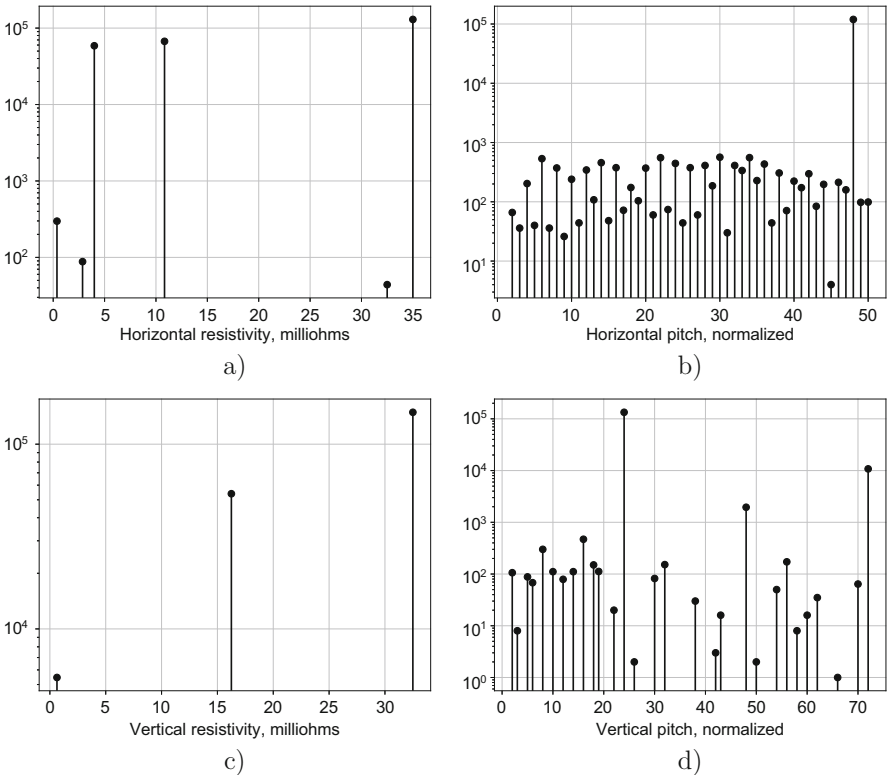 10^5
10^4
10^3
10^2
0 5 10 15 20 25 30 35
Horizontal resistivity, milliohms
a)
10^5
10^4
10^3
10^2
10^1
0 10 20 30 40 50
Horizontal pitch, normalized
b)
10^5
10^4
0 5 10 15 20 25 30
Vertical resistivity, milliohms
c)
10^5
10^4
10^3
10^2
10^1
10^0
0 10 20 30 40 50 60 70
Vertical pitch, normalized
d)